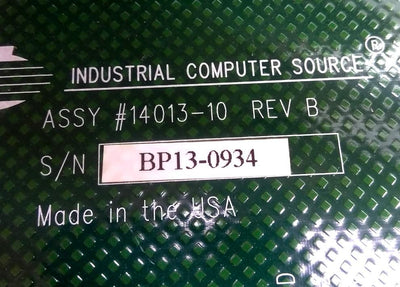 INDUSTRIAL COMPUTER SOURCE®
ASSY #14013-10 REV B
S/N BP13-0934
Made in the USA
D